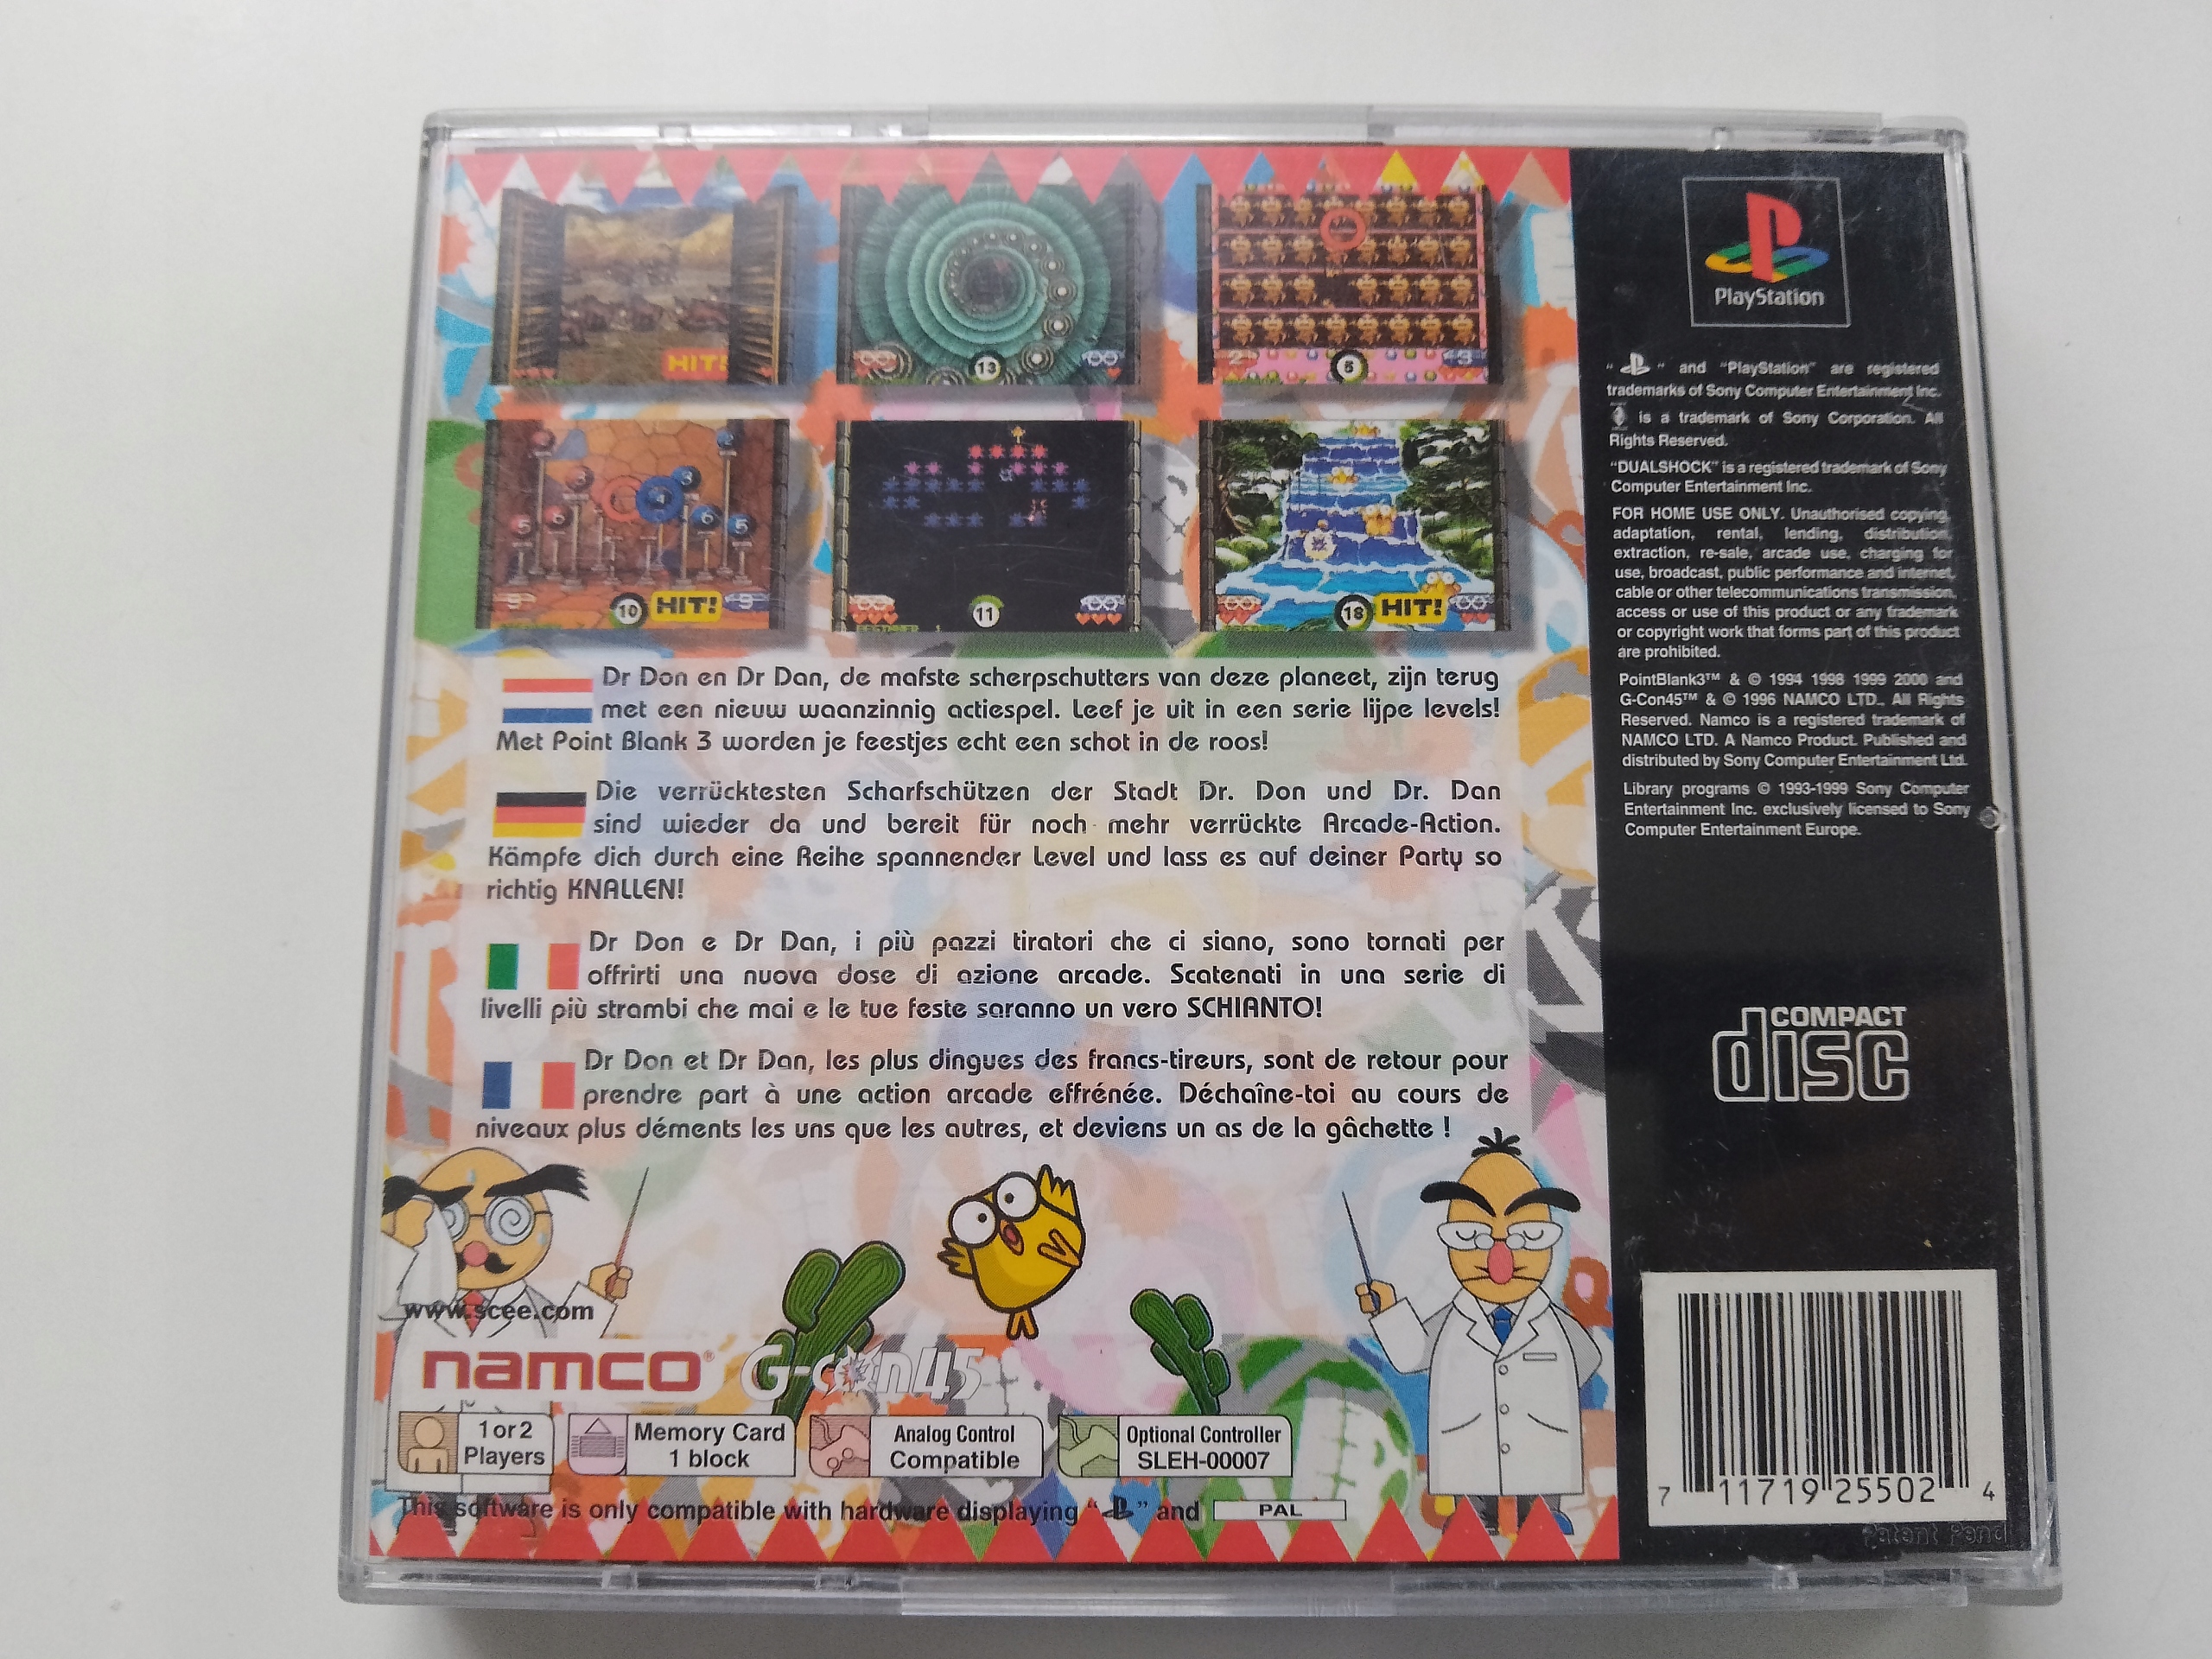 HIT!
13
5
2
3
5
6
3
4
3
2
6
5
9
10
HIT!
9
11
18
HIT!
Dr Don en Dr Dan, de mafste scherpschutters van deze planeet, zijn terug
met een nieuw waanzinnig actiespel. Leef je uit in een serie lijpe levels!
Met Point Blank 3 worden je feestjes echt een schot in de roos!
Die verrücktesten Scharfschützen der Stadt Dr. Don und Dr. Dan
sind wieder da und bereit für noch mehr verrückte Arcade-Action.
Kämpfe dich durch eine Reihe spannender Level und lass es auf deiner Party so
richtig KNALLEN!
Dr Don e Dr Dan, i più pazzi tiratori che ci siano, sono tornati per
offrirti una nuova dose di azione arcade. Scatenati in una serie di
livelli più strambi che mai e le tue feste saranno un vero SCHIANTO!
Dr Don et Dr Dan, les plus dingues des francs-tireurs, sont de retour pour
prendre part à une action arcade effrénée. Déchaîne-toi au cours de
niveaux plus déments les uns que les autres, et deviens un as de la gâchette !
www.scee.com
namco®
G-con45
1 or 2
Players
Memory Card
1 block
Analog Control
Compatible
Optional Controller
SLEH-00007
This software is only compatible with hardware displaying " " and PAL
PlayStation
" " and "PlayStation" are registered
trademarks of Sony Computer Entertainment Inc.
is a trademark of Sony Corporation. All
Rights Reserved.
"DUALSHOCK" is a registered trademark of Sony
Computer Entertainment Inc.
FOR HOME USE ONLY. Unauthorised copying,
adaptation, rental, lending, distribution,
extraction, re-sale, arcade use, charging for
use, broadcast, public performance and internet,
cable or other telecommunications transmission,
access or use of this product or any trademark
or copyright work that forms part of this product
are prohibited.
PointBlank3™ & © 1994 1998 1999 2000 and
G-Con45™ & © 1996 NAMCO LTD., All Rights
Reserved. Namco is a registered trademark of
NAMCO LTD. A Namco Product. Published and
distributed by Sony Computer Entertainment Ltd.
Library programs © 1993-1999 Sony Computer
Entertainment Inc. exclusively licensed to Sony
Computer Entertainment Europe.
COMPACT
disc
7 11719 25502 4
Patent Pend